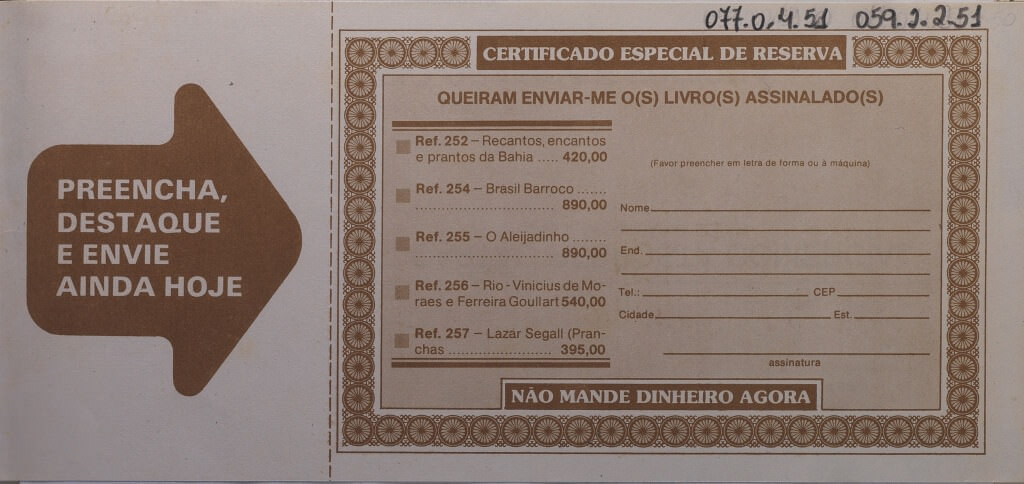 077.0.4.51 059.2.2.51
CERTIFICADO ESPECIAL DE RESERVA
PREENCHA,
DESTAQUE
E ENVIE
AINDA HOJE
QUEIRAM ENVIAR-ME O(S) LIVRO(S) ASSINALADO(S)
Ref. 252 – Recantos, encantos
e prantos da Bahia ..... 420,00
Ref. 254 – Brasil Barroco .......
................................... 890,00
Ref. 255 – O Aleijadinho ........
................................... 890,00
Ref. 256 – Rio - Vinicius de Mo-
raes e Ferreira Goullart 540,00
Ref. 257 – Lazar Segall (Pran-
chas ......................... 395,00
(Favor preencher em letra de forma ou à máquina)
Nome
End.
Tel.: CEP
Cidade Est.
assinatura
NÃO MANDE DINHEIRO AGORA